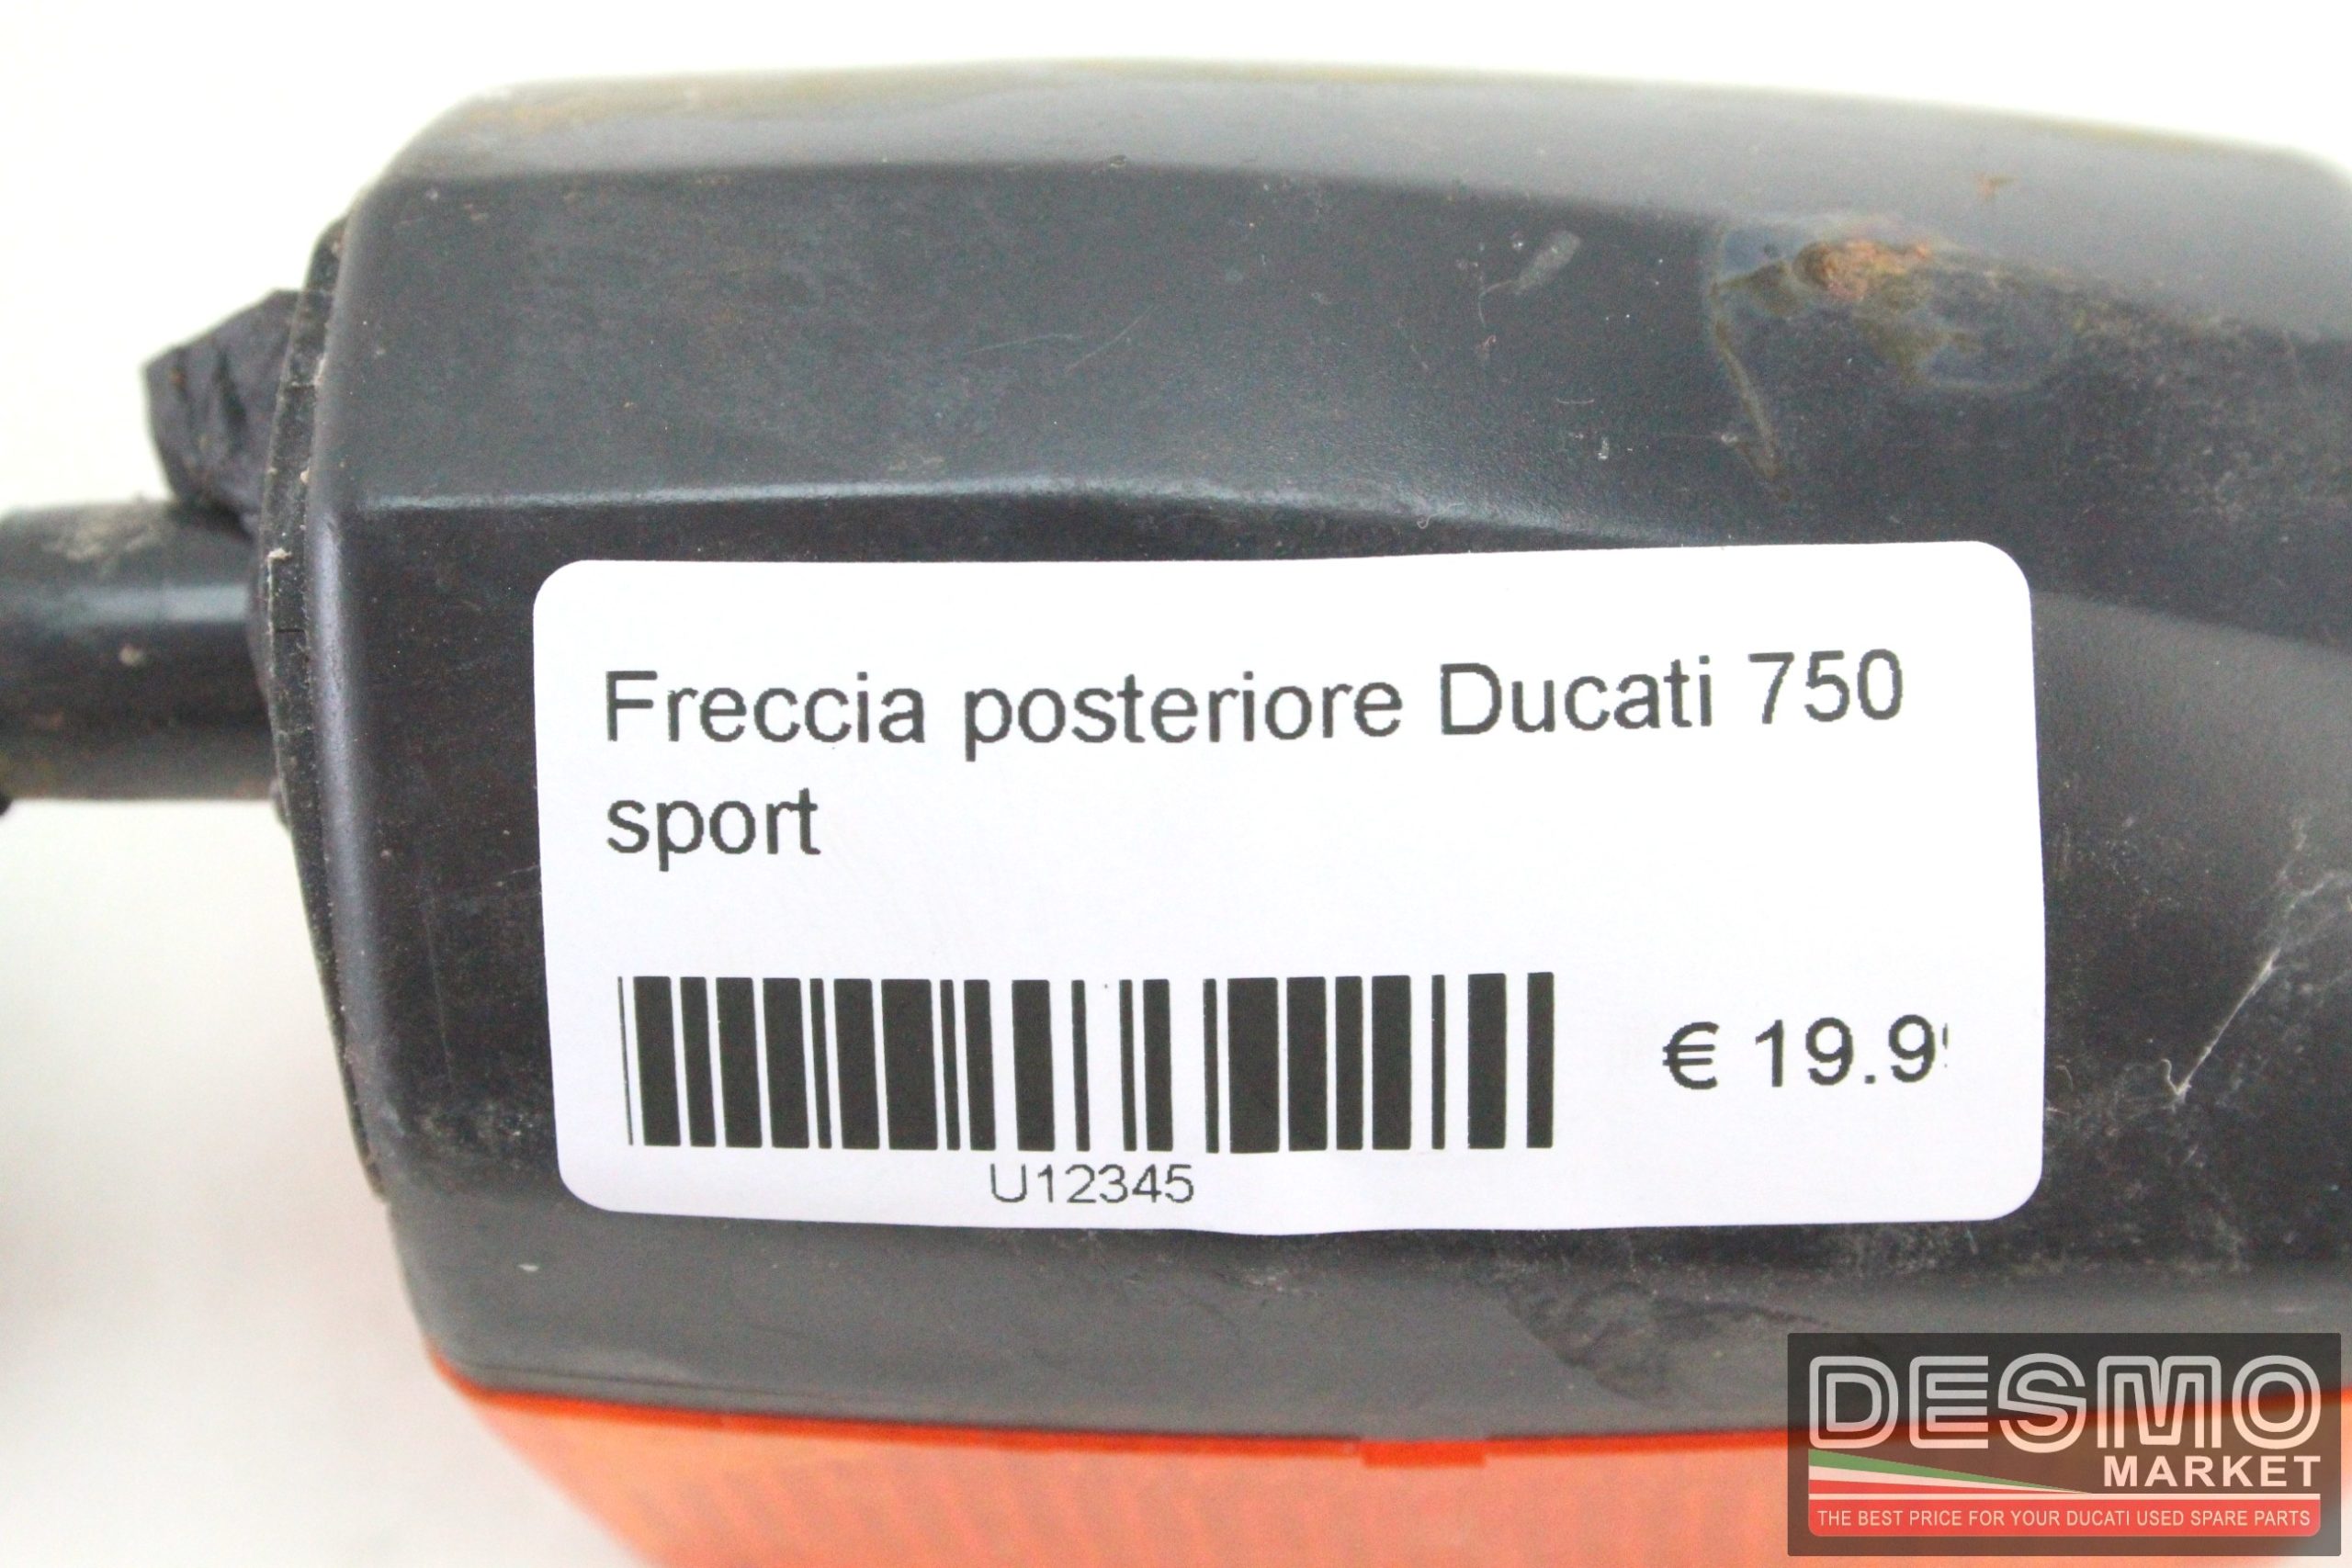 Freccia posteriore Ducati 750
sport
€ 19.9
U12345
DESMO
MARKET
THE BEST PRICE FOR YOUR DUCATI USED SPARE PARTS